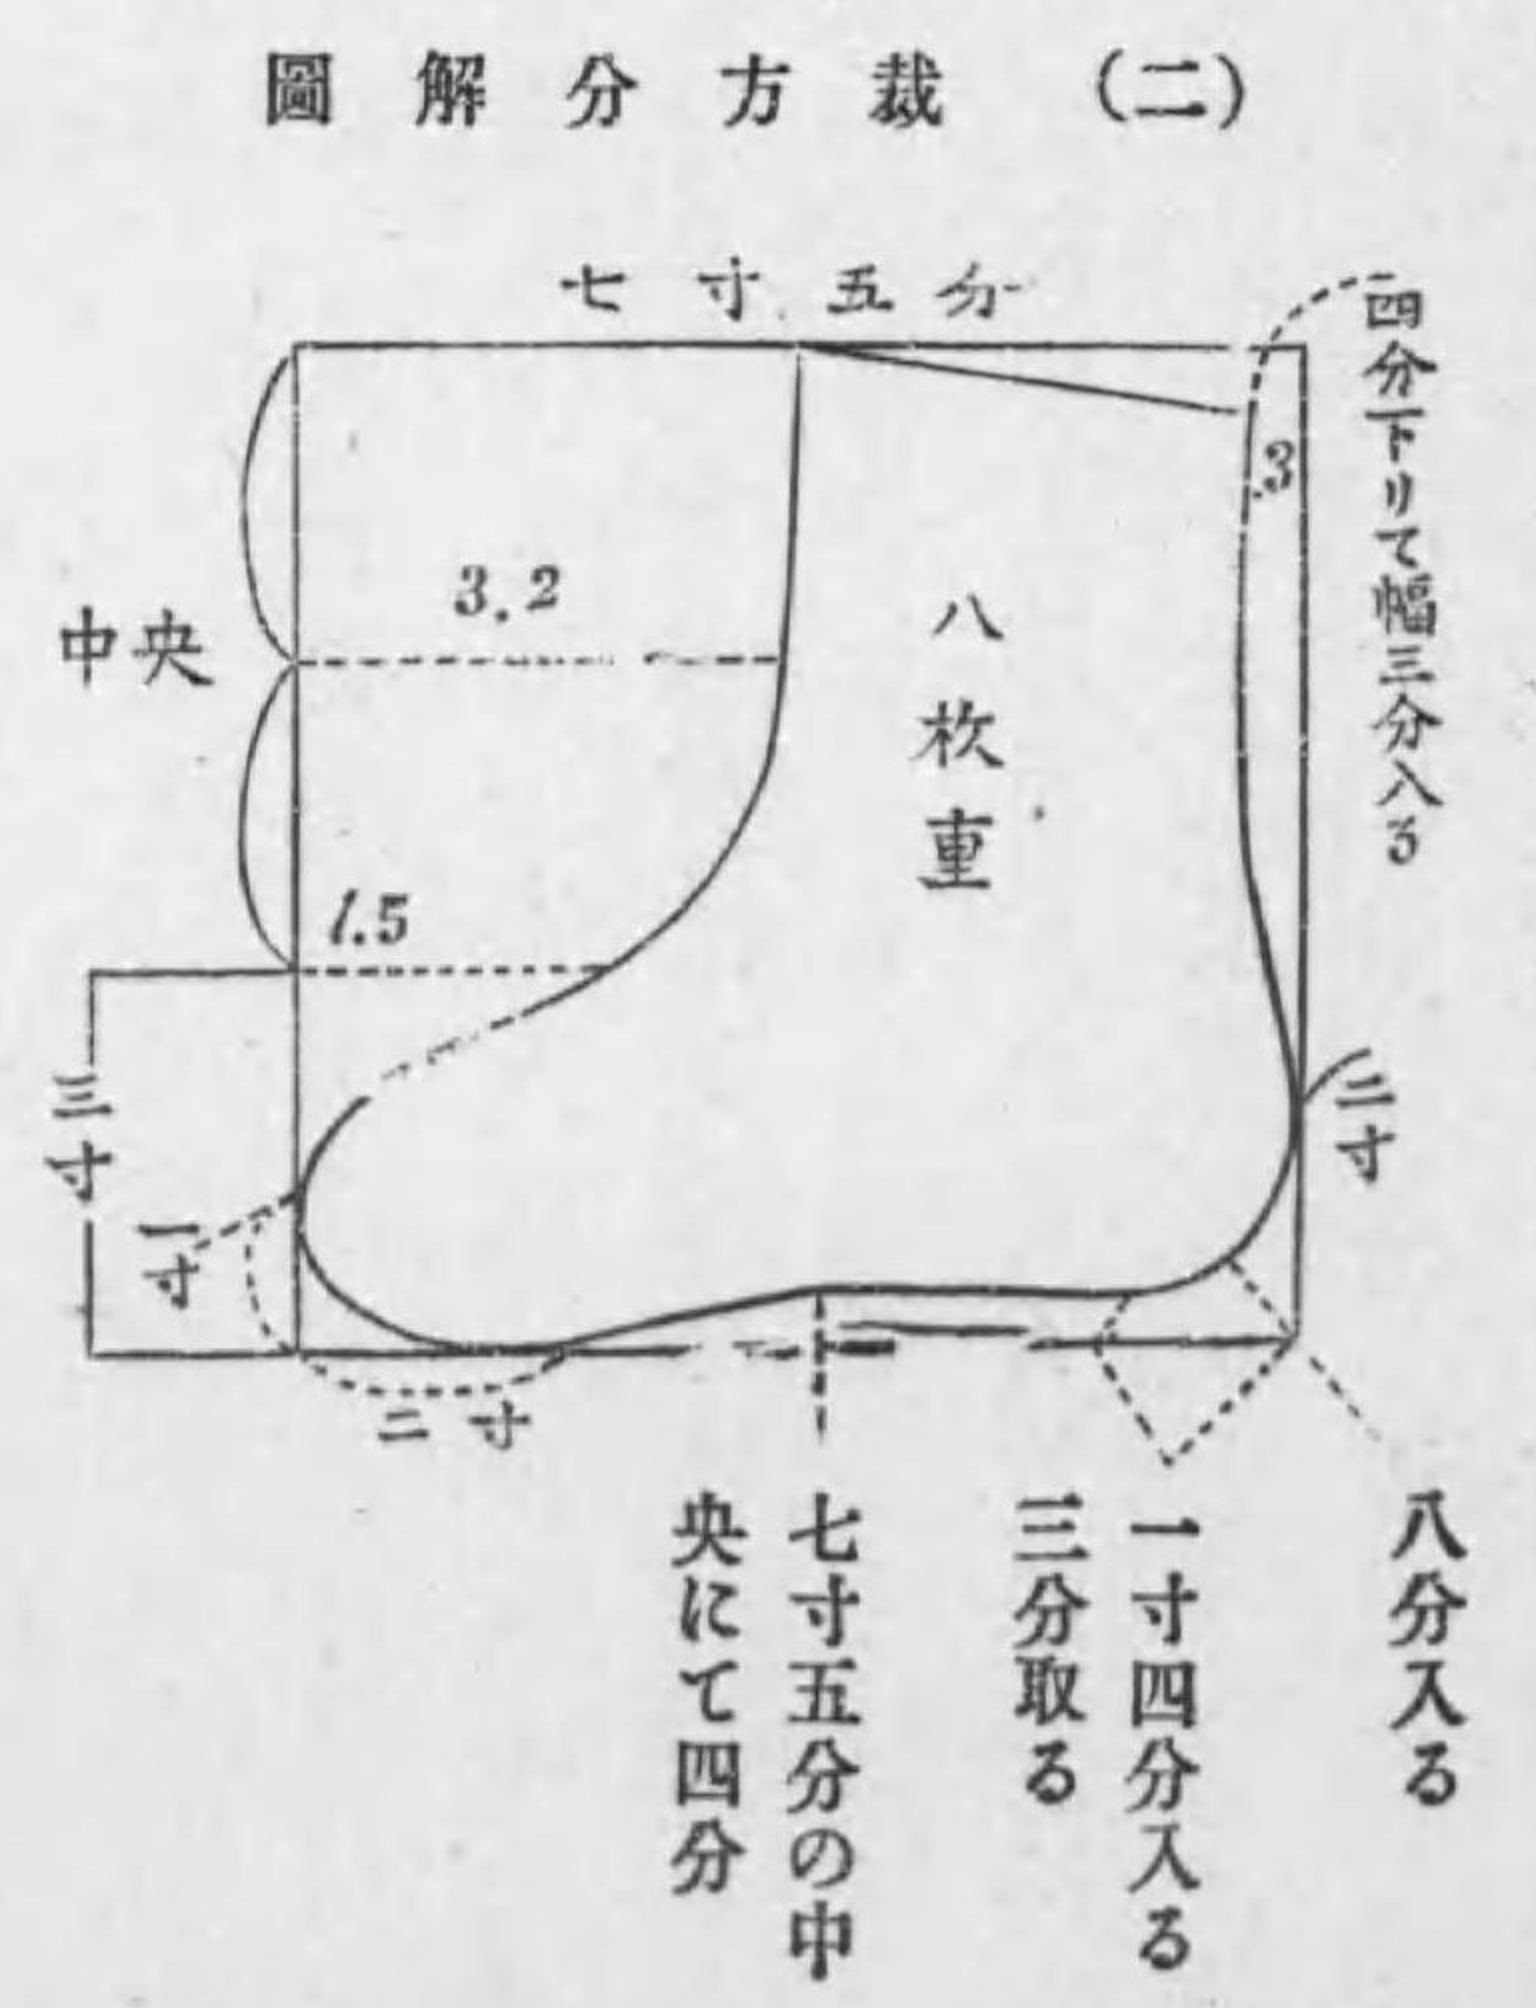 (二) 裁方分解圖
七寸五分
四分下りて幅三分入る
.3
3.2
中央
八枚重
1.5
三寸
二寸
一寸
二寸
八分入る
一寸四分入る
三分取る
七寸五分の中
央にて四分